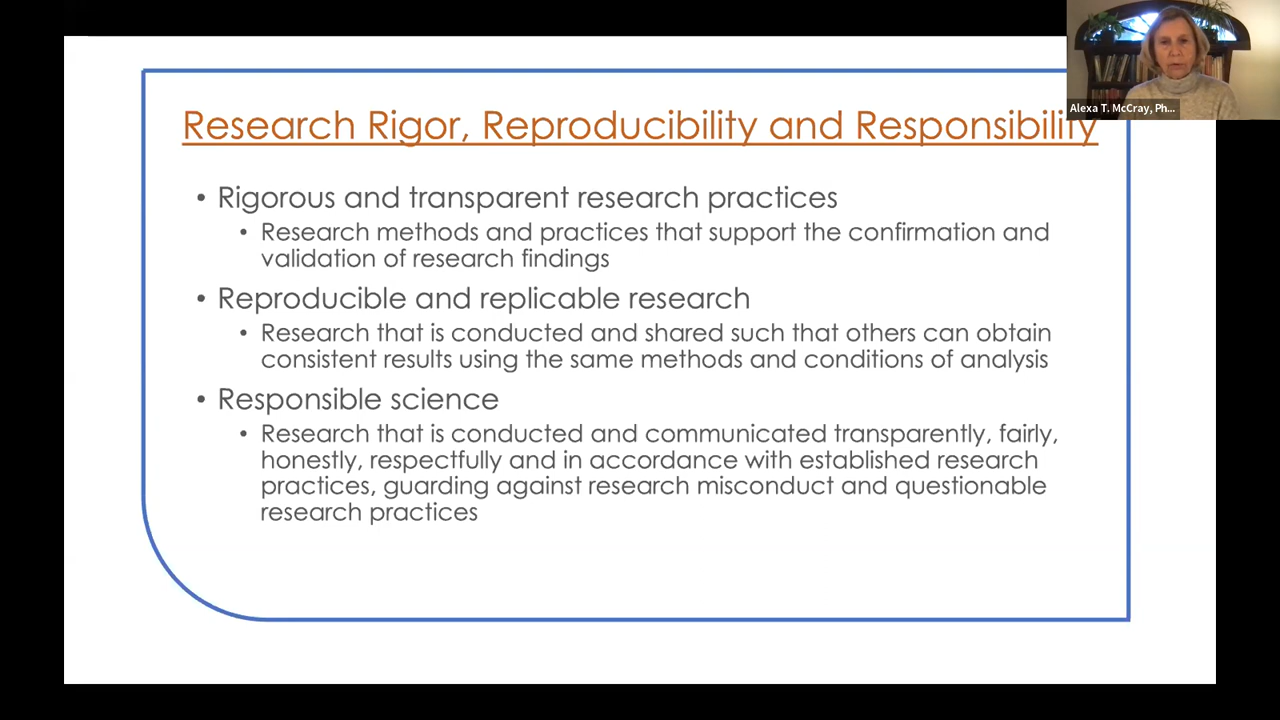 Alexa T. McCray, Ph...
Research Rigor, Reproducibility and Responsibility
• Rigorous and transparent research practices
• Research methods and practices that support the confirmation and
validation of research findings
• Reproducible and replicable research
• Research that is conducted and shared such that others can obtain
consistent results using the same methods and conditions of analysis
• Responsible science
• Research that is conducted and communicated transparently, fairly,
honestly, respectfully and in accordance with established research
practices, guarding against research misconduct and questionable
research practices